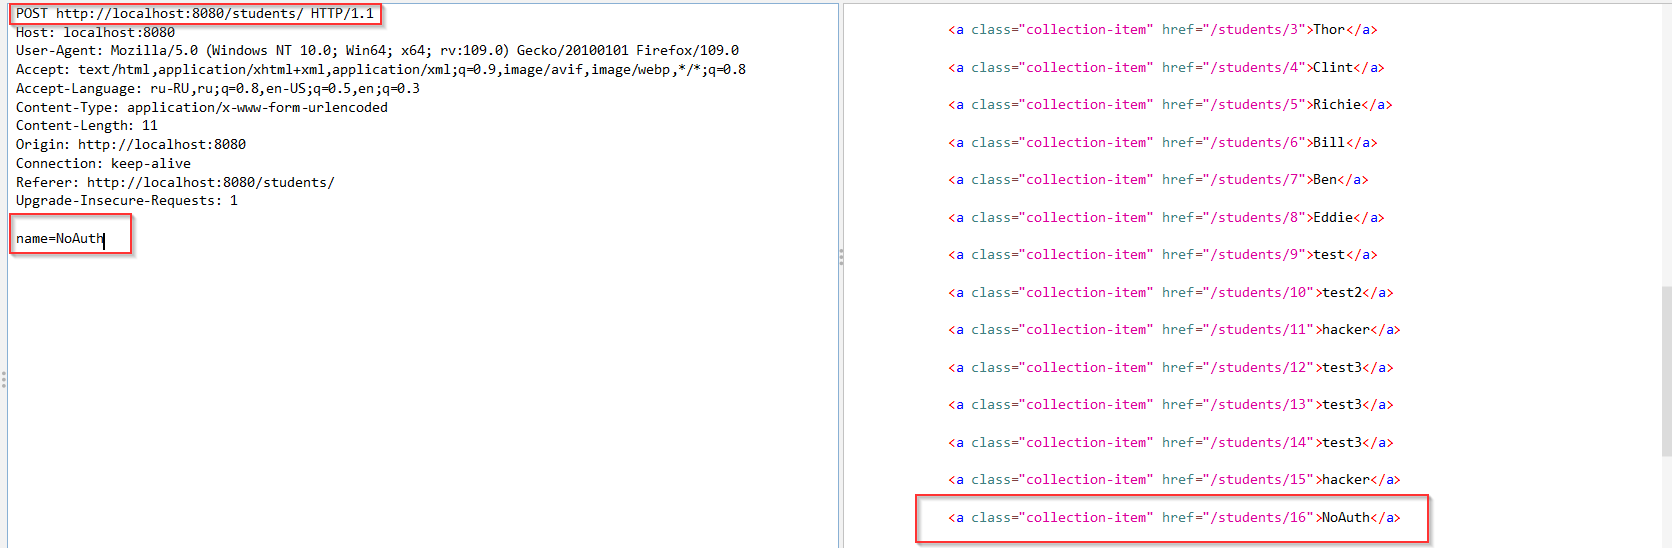 POST http://localhost:8080/students/ HTTP/1.1
Host: localhost:8080
User-Agent: Mozilla/5.0 (Windows NT 10.0; Win64; x64; rv:109.0) Gecko/20100101 Firefox/109.0
Accept: text/html,application/xhtml+xml,application/xml;q=0.9,image/avif,image/webp,*/*;q=0.8
Accept-Language: ru-RU,ru;q=0.8,en-US;q=0.5,en;q=0.3
Content-Type: application/x-www-form-urlencoded
Content-Length: 11
Origin: http://localhost:8080
Connection: keep-alive
Referer: http://localhost:8080/students/
Upgrade-Insecure-Requests: 1
name=NoAuth
<a class="collection-item" href="/students/3">Thor</a>
<a class="collection-item" href="/students/4">Clint</a>
<a class="collection-item" href="/students/5">Richie</a>
<a class="collection-item" href="/students/6">Bill</a>
<a class="collection-item" href="/students/7">Ben</a>
<a class="collection-item" href="/students/8">Eddie</a>
<a class="collection-item" href="/students/9">test</a>
<a class="collection-item" href="/students/10">test2</a>
<a class="collection-item" href="/students/11">hacker</a>
<a class="collection-item" href="/students/12">test3</a>
<a class="collection-item" href="/students/13">test3</a>
<a class="collection-item" href="/students/14">test3</a>
<a class="collection-item" href="/students/15">hacker</a>
<a class="collection-item" href="/students/16">NoAuth</a>